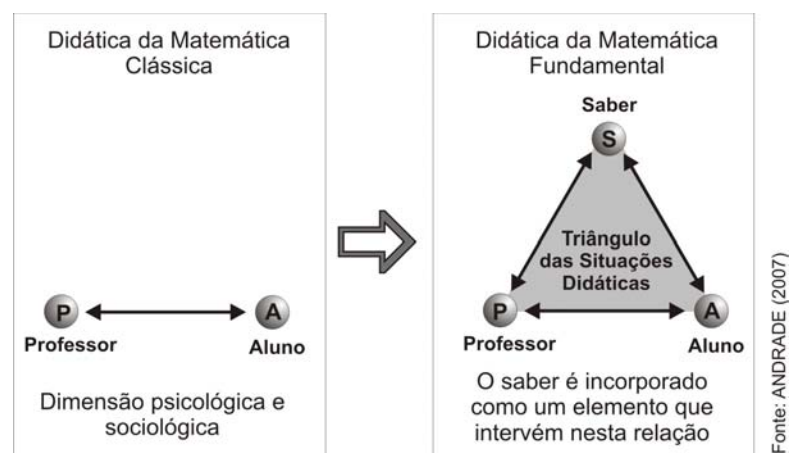 Didática da Matemática
Clássica
P
A
Professor
Aluno
Dimensão psicológica e
sociológica
Didática da Matemática
Fundamental
Saber
S
Triângulo
das Situações
Didáticas
P
A
Professor
Aluno
O saber é incorporado
como um elemento que
intervém nesta relação
Fonte: ANDRADE (2007)